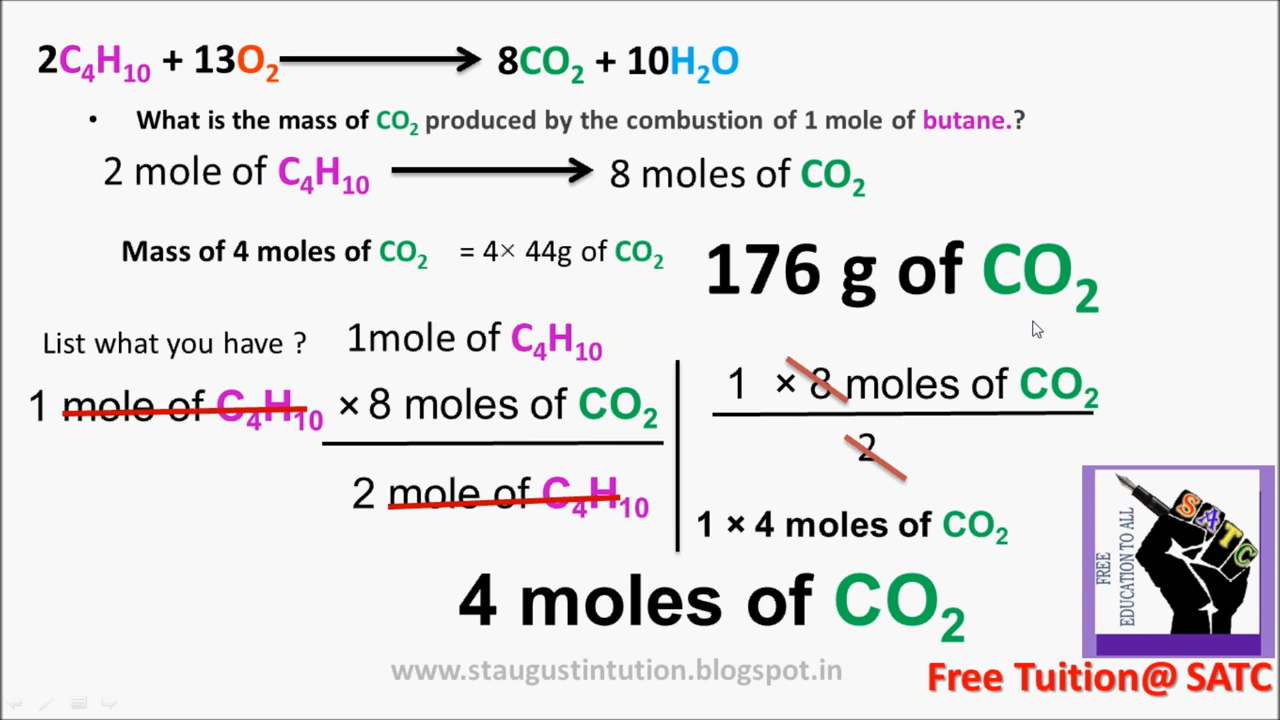 2C₄H₁₀ + 13O₂ ⟶ 8CO₂ + 10H₂O
• What is the mass of CO₂ produced by the combustion of 1 mole of butane.?
2 mole of C₄H₁₀ ⟶ 8 moles of CO₂
Mass of 4 moles of CO₂ = 4× 44g of CO₂
176 g of CO₂
List what you have ? 1mole of C₄H₁₀
1 mole of C₄H₁₀ × 8 moles of CO₂
2 mole of C₄H₁₀
1 × 8 moles of CO₂
2
1 × 4 moles of CO₂
4 moles of CO₂
FREE
EDUCATION TO ALL
SATC
www.staugustintution.blogspot.in
Free Tuition@ SATC